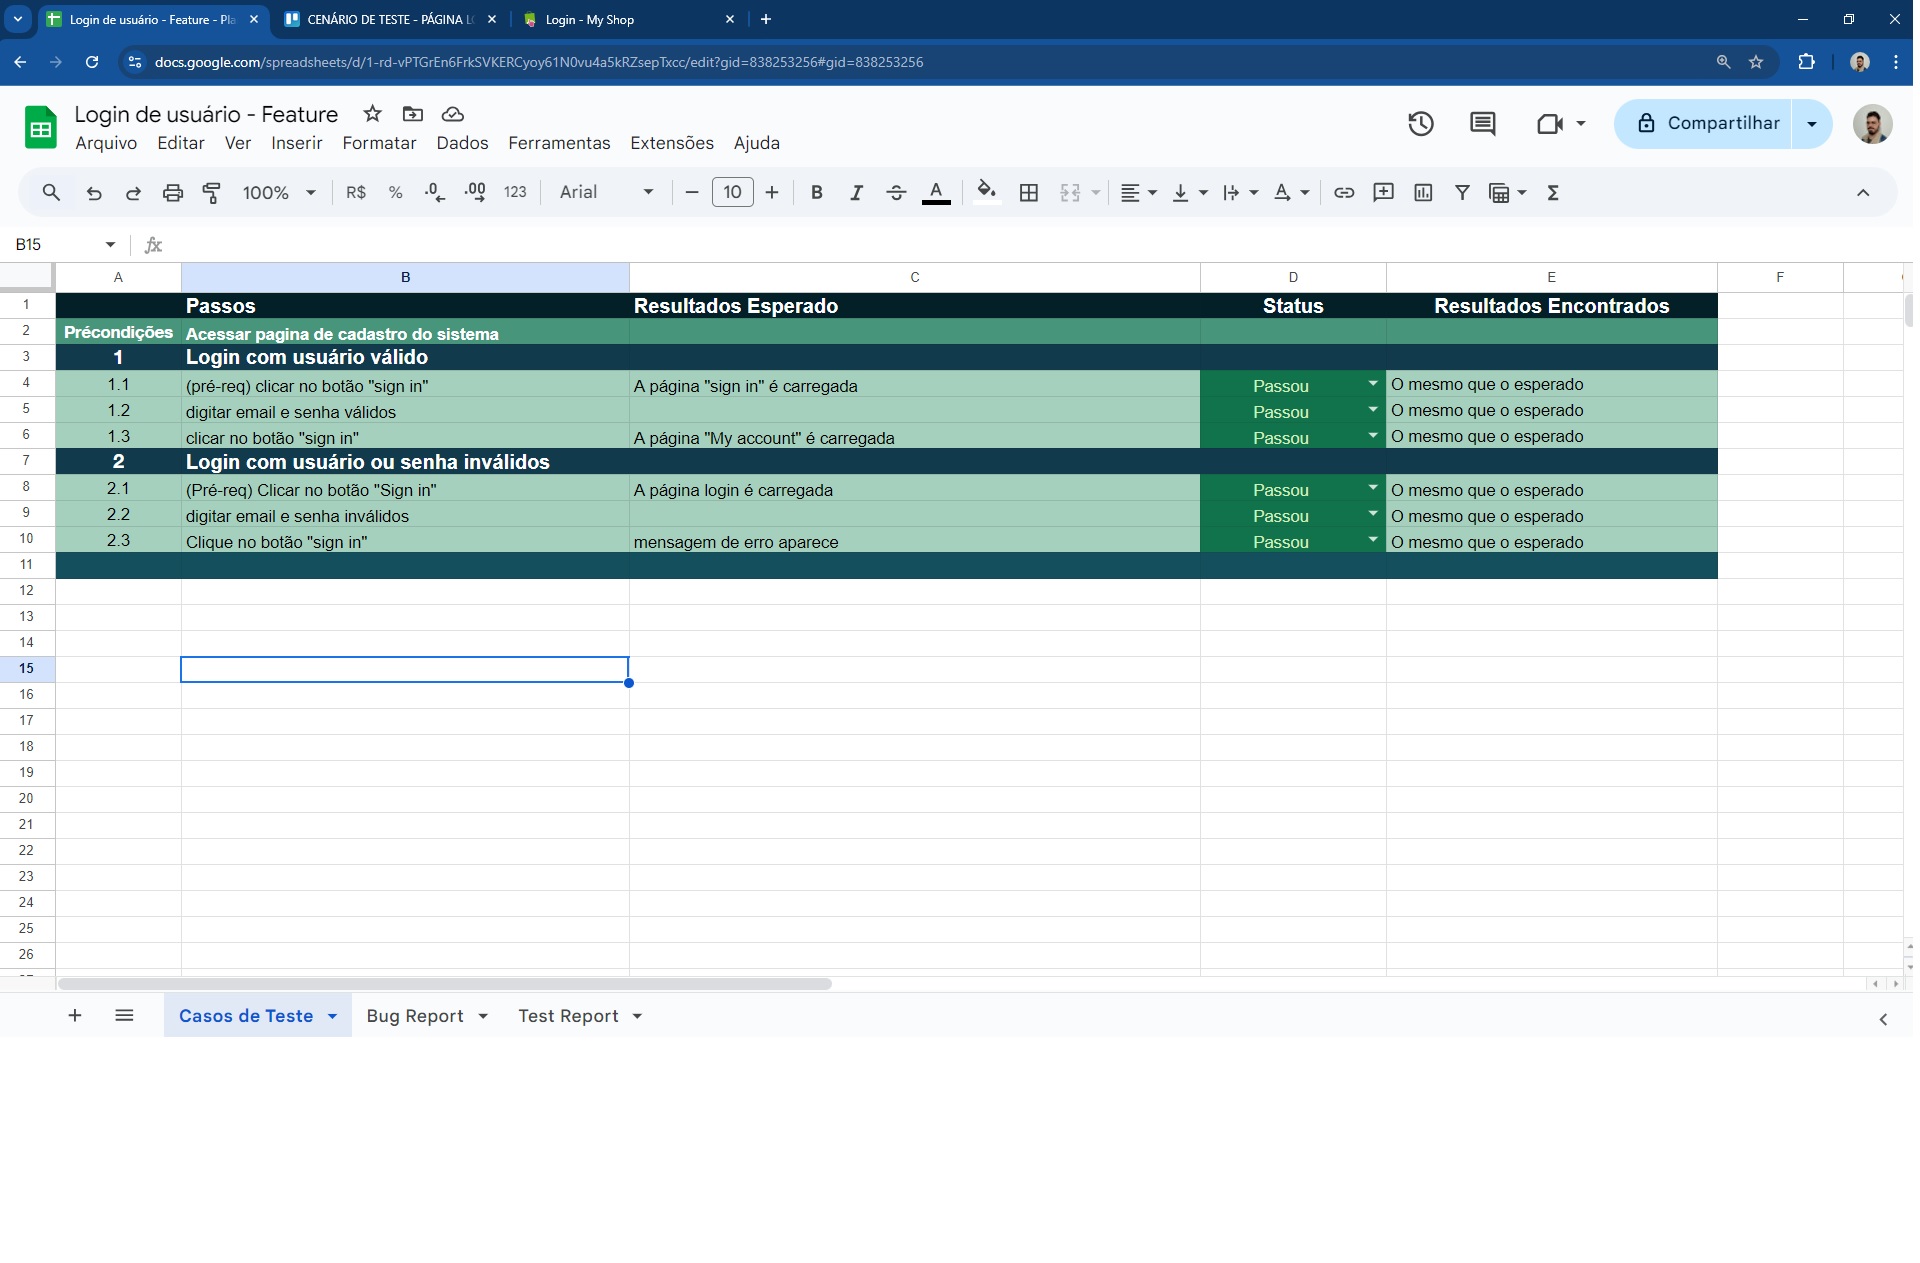 Login de usuário - Feature - Pla
CENÁRIO DE TESTE - PÁGINA LO
Login - My Shop
docs.google.com/spreadsheets/d/1-rd-vPTGrEn6FrkSVKERCyoy61N0vu4a5kRZsepTxcc/edit?gid=838253256#gid=838253256
Login de usuário - Feature
Arquivo Editar Ver Inserir Formatar Dados Ferramentas Extensões Ajuda
Compartilhar
100% R$ % .0 .00 123 Arial 10 B I A
B15 fx
A B C D E F
1 Passos Resultados Esperado Status Resultados Encontrados
2 Précondições Acessar pagina de cadastro do sistema
3 1 Login com usuário válido
4 1.1 (pré-req) clicar no botão "sign in" A página "sign in" é carregada Passou O mesmo que o esperado
5 1.2 digitar email e senha válidos Passou O mesmo que o esperado
6 1.3 clicar no botão "sign in" A página "My account" é carregada Passou O mesmo que o esperado
7 2 Login com usuário ou senha inválidos
8 2.1 (Pré-req) Clicar no botão "Sign in" A página login é carregada Passou O mesmo que o esperado
9 2.2 digitar email e senha inválidos Passou O mesmo que o esperado
10 2.3 Clique no botão "sign in" mensagem de erro aparece Passou O mesmo que o esperado
11
12
13
14
15
16
17
18
19
20
21
22
23
24
25
26
Casos de Teste Bug Report Test Report